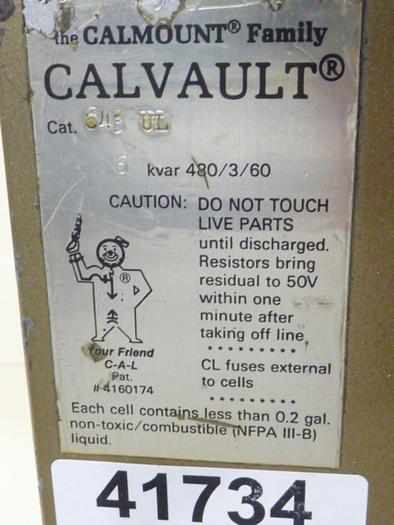 the CALMOUNT® Family
CALVAULT®
Cat. 643 UL
6 kvar 480/3/60
CAUTION: DO NOT TOUCH
LIVE PARTS
until discharged.
Resistors bring
residual to 50V
within one
minute after
taking off line.
CL fuses external
to cells
®
Your Friend
C-A-L
Pat.
#4160174
Each cell contains less than 0.2 gal.
non-toxic/combustible (NFPA III-B)
liquid.
41734